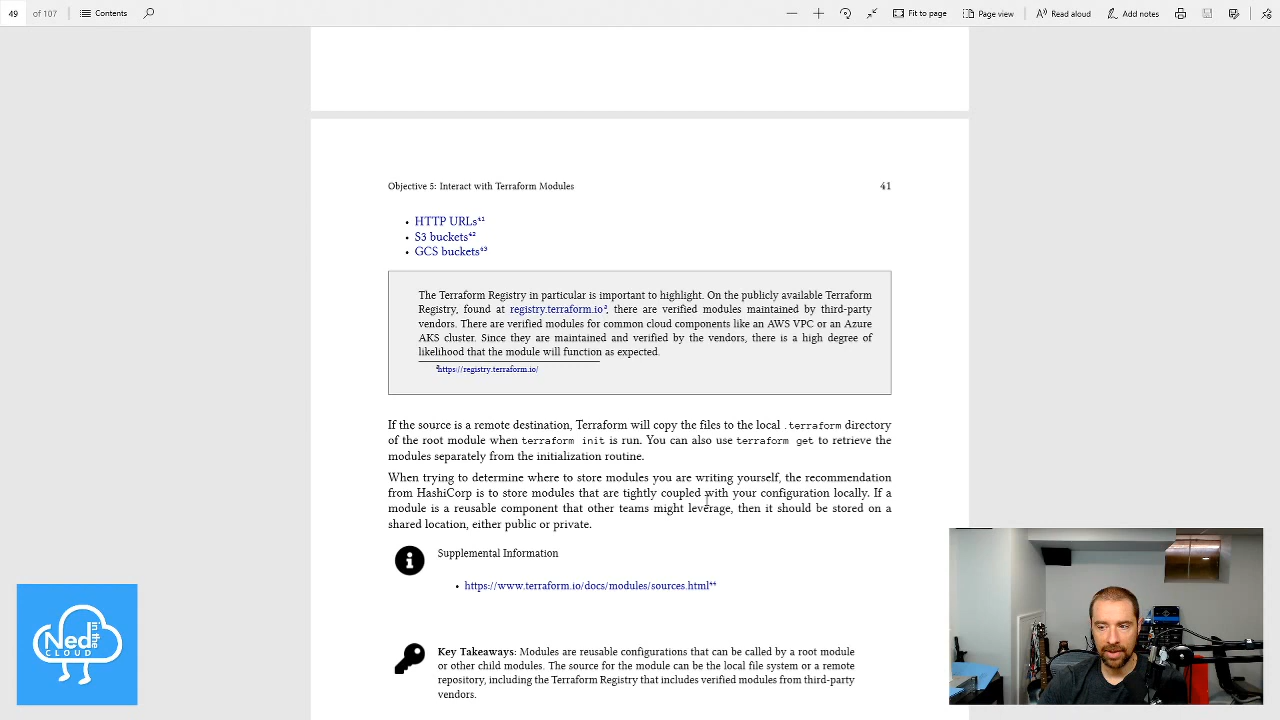 49 of 107 Contents Fit to page Page view Read aloud Add notes
Objective 5: Interact with Terraform Modules 41
• HTTP URLs⁴¹
• S3 buckets⁴²
• GCS buckets⁴³
The Terraform Registry in particular is important to highlight. On the publicly available Terraform
Registry, found at registry.terraform.io², there are verified modules maintained by third-party
vendors. There are verified modules for common cloud components like an AWS VPC or an Azure
AKS cluster. Since they are maintained and verified by the vendors, there is a high degree of
likelihood that the module will function as expected.
²https://registry.terraform.io/
If the source is a remote destination, Terraform will copy the files to the local .terraform directory
of the root module when terraform init is run. You can also use terraform get to retrieve the
modules separately from the initialization routine.
When trying to determine where to store modules you are writing yourself, the recommendation
from HashiCorp is to store modules that are tightly coupled with your configuration locally. If a
module is a reusable component that other teams might leverage, then it should be stored on a
shared location, either public or private.
Supplemental Information
• https://www.terraform.io/docs/modules/sources.html⁴⁴
Key Takeaways: Modules are reusable configurations that can be called by a root module
or other child modules. The source for the module can be the local file system or a remote
repository, including the Terraform Registry that includes verified modules from third-party
vendors.
Ned in the
CLOUD